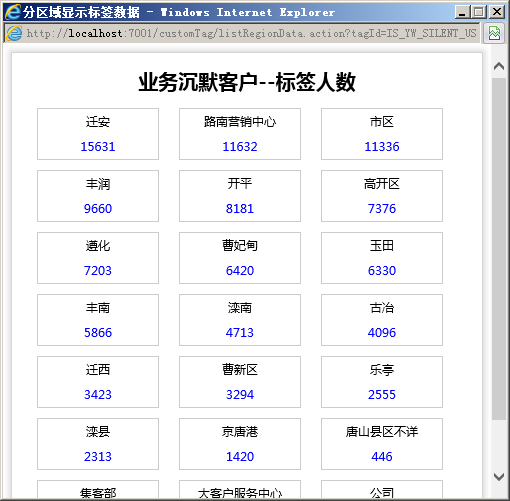 分区域显示标签数据 - Windows Internet Explorer
http://localhost:7001/customTag/listRegionData.action?tagId=IS_YW_SILENT_US
业务沉默客户--标签人数
迁安 路南营销中心 市区
15631 11632 11336
丰润 开平 高开区
9660 8181 7376
遵化 曹妃甸 玉田
7203 6420 6330
丰南 滦南 古冶
5866 4713 4096
迁西 曹新区 乐亭
3423 3294 2555
滦县 京唐港 唐山县区不详
2313 1420 446
集客部 大客户服务中心 公司